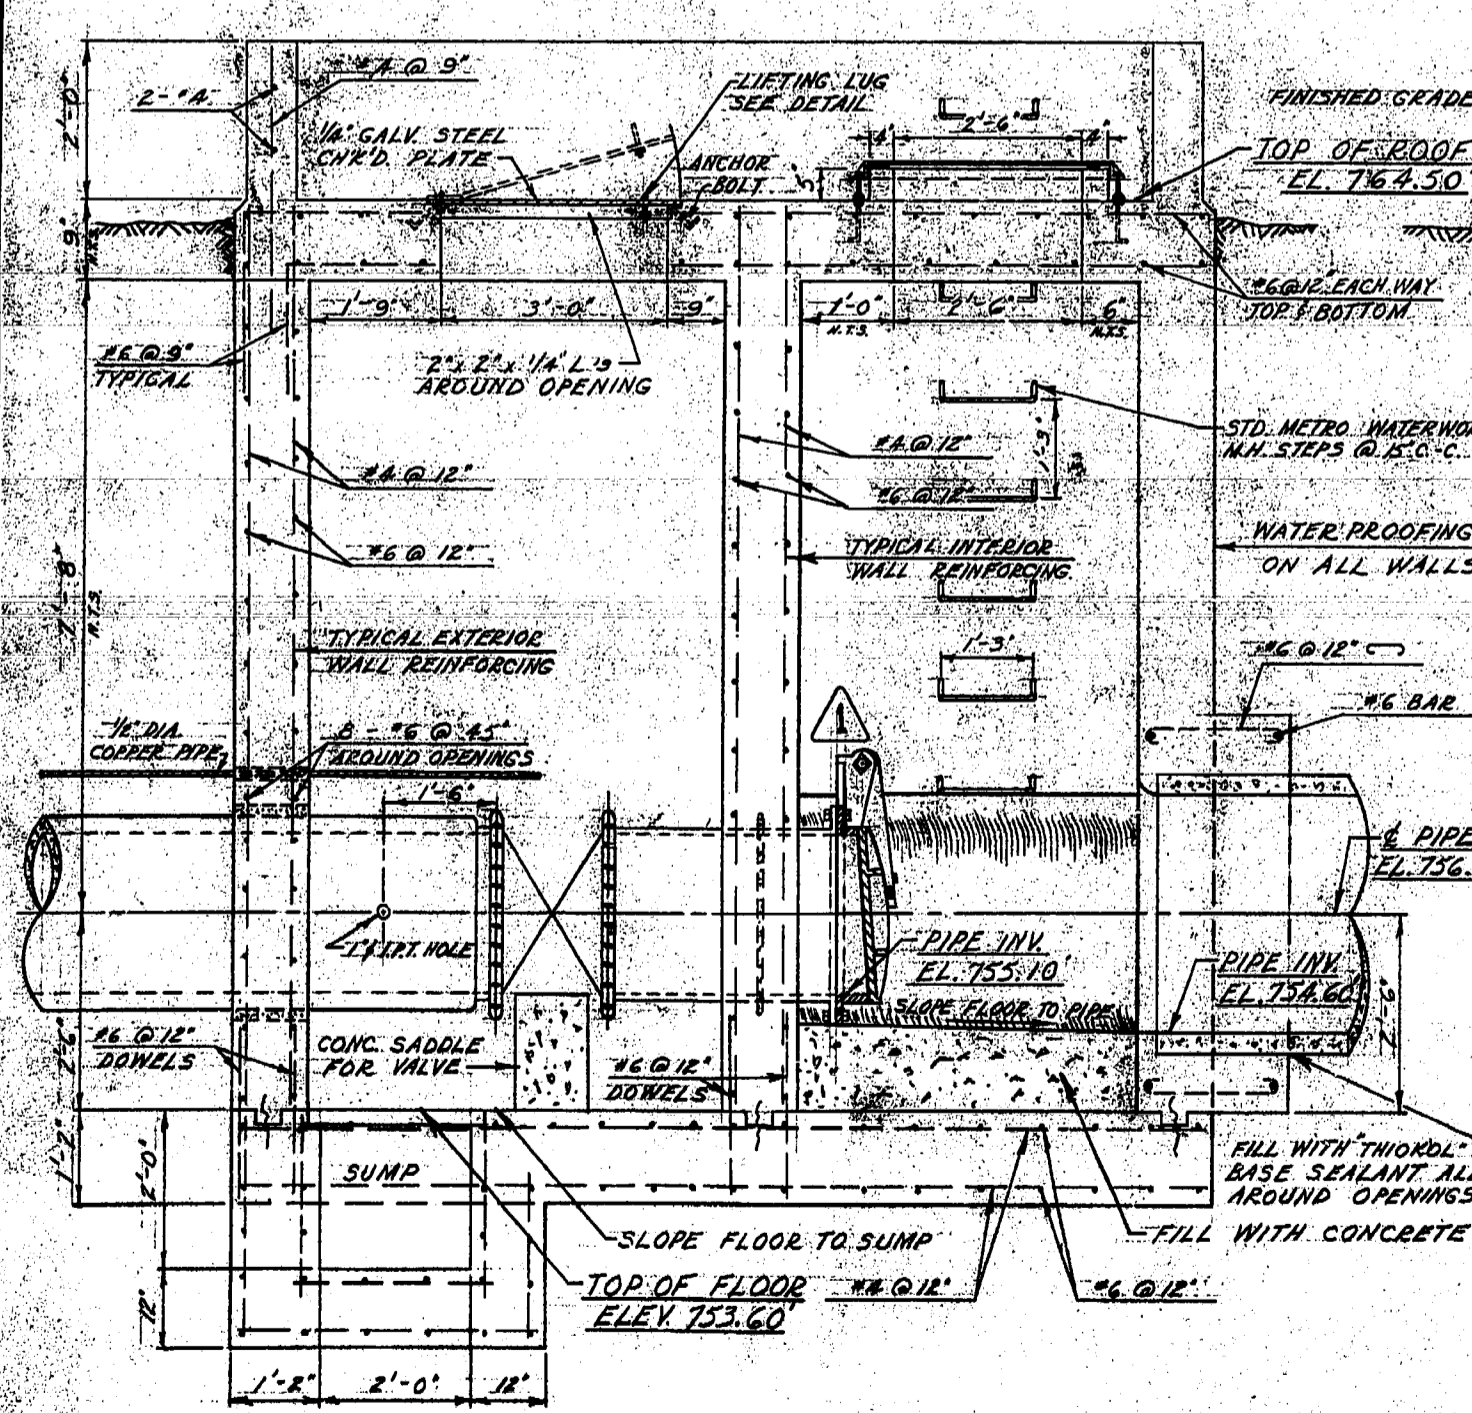 2'-0"
2-#4
#4 @ 9"
1/4" GALV. STEEL
CHK'D. PLATE
LIFTING LUG
SEE DETAIL
ANCHOR
BOLT
4"
2'-6"
4"
5"
FINISHED GRADE
TOP OF ROOF
EL. 764.50
9"
N.T.S.
#6 @ 12" EACH WAY
TOP & BOTTOM
1'-9"
3'-0"
9"
1'-0"
N.T.S.
2'-6"
6"
N.T.S.
#6 @ 9"
TYPICAL
2" x 2" x 1/4" L's
AROUND OPENING
#4 @ 12"
#6 @ 12"
#4 @ 12"
#6 @ 12"
1'-3"
STD. METRO WATERWOR
M.H. STEPS @ 15" C.-C.
TYPICAL INTERIOR
WALL REINFORCING
WATER PROOFING
ON ALL WALLS
7'-8"
N.T.S.
TYPICAL EXTERIOR
WALL REINFORCING
1'-3"
#6 @ 12"
#6 BAR
1/2" DIA.
COPPER PIPE
8-#6 @ 45°
AROUND OPENINGS
1
1'-6"
℄ PIPE
EL. 756.
1"ø I.P.T. HOLE
PIPE INV.
EL. 755.10'
PIPE INV.
EL. 754.60'
SLOPE FLOOR TO PIPE
2'-6"
2'-6"
#6 @ 12"
DOWELS
CONC. SADDLE
FOR VALVE
#6 @ 12"
DOWELS
1'-2"
2'-0"
SUMP
FILL WITH "THIOKOL"
BASE SEALANT ALL
AROUND OPENINGS
FILL WITH CONCRETE
SLOPE FLOOR TO SUMP
TOP OF FLOOR
ELEV. 753.60'
#4 @ 12"
#6 @ 12"
12"
1'-2"
2'-0"
12"